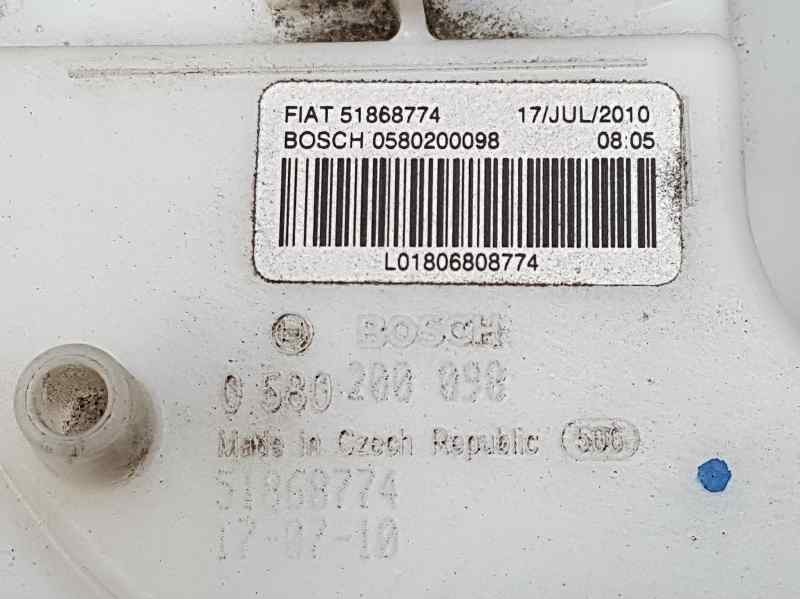 FIAT 51868774 17/JUL/2010
BOSCH 0580200098 08:05
L01806808774
BOSCH
0 580 200 098
Made in Czech Republic 506
51868774
17-07-10